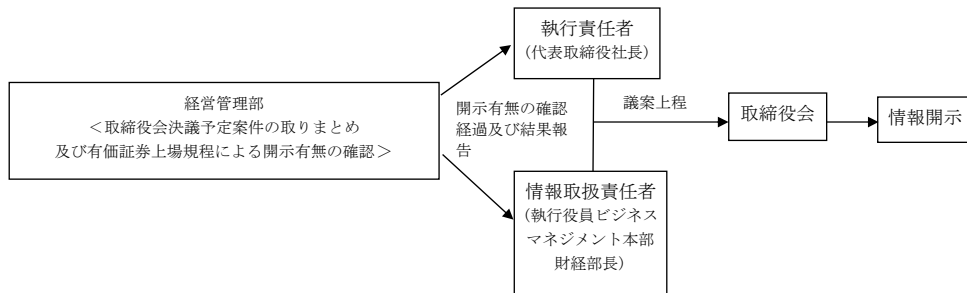 経営管理部
＜取締役会決議予定案件の取りまとめ
及び有価証券上場規程による開示有無の確認＞
執行責任者
（代表取締役社長）
開示有無の確認
経過及び結果報
告
情報取扱責任者
（執行役員ビジネス
マネジメント本部
財経部長）
議案上程
取締役会
情報開示